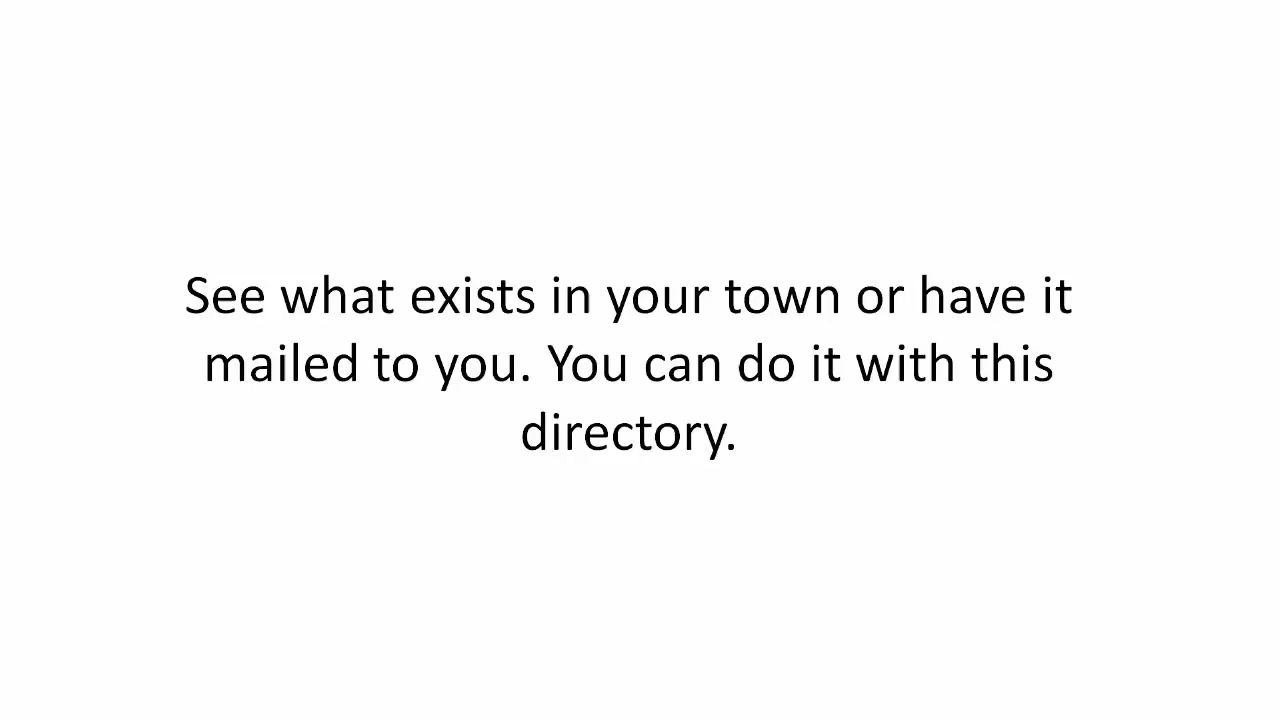 See what exists in your town or have it
mailed to you. You can do it with this
directory.